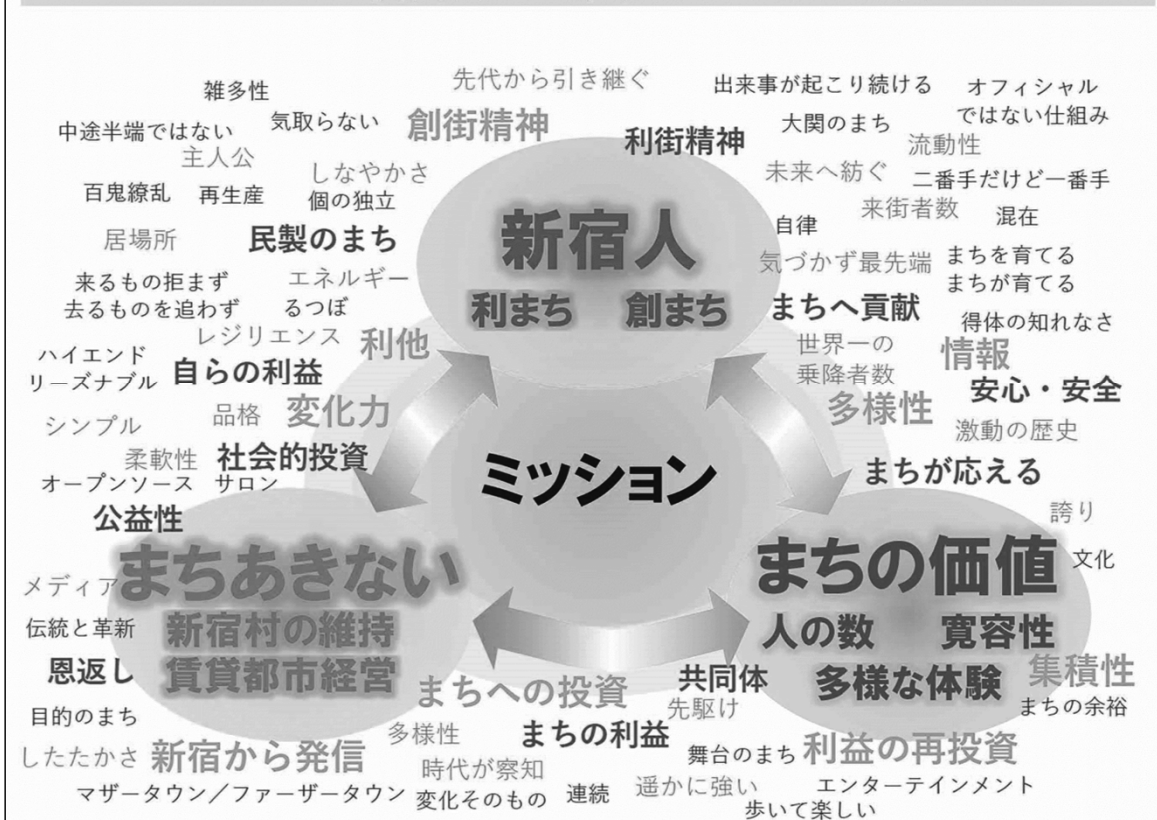 先代から引き継ぐ
出来事が起こり続ける
オフィシャル
ではない仕組み
雑多性
中途半端ではない
気取らない
創街精神
利街精神
大関のまち
流動性
主人公
しなやかさ
未来へ紡ぐ
二番手だけど一番手
百鬼繚乱
再生産
個の独立
来街者数
混在
自律
居場所
民製のまち
新宿人
利まち 創まち
気づかず最先端
まちを育てる
まちが育てる
来るもの拒まず
去るものを追わず
エネルギー
るつぼ
まちへ貢献
得体の知れなさ
レジリエンス
利他
世界一の
乗降者数
情報
ハイエンド
リーズナブル
自らの利益
安心・安全
シンプル
品格
変化力
多様性
激動の歴史
柔軟性
社会的投資
ミッション
まちが応える
オープンソース
サロン
公益性
誇り
まちあきない
新宿村の維持
賃貸都市経営
まちの価値
人の数 寛容性
多様な体験
文化
メディア
伝統と革新
恩返し
集積性
まちへの投資
共同体
先駆け
まちの余裕
目的のまち
したたかさ
新宿から発信
多様性
まちの利益
舞台のまち
利益の再投資
時代が察知
マザータウン／ファーザータウン
変化そのもの
連続
遥かに強い
エンターテインメント
歩いて楽しい